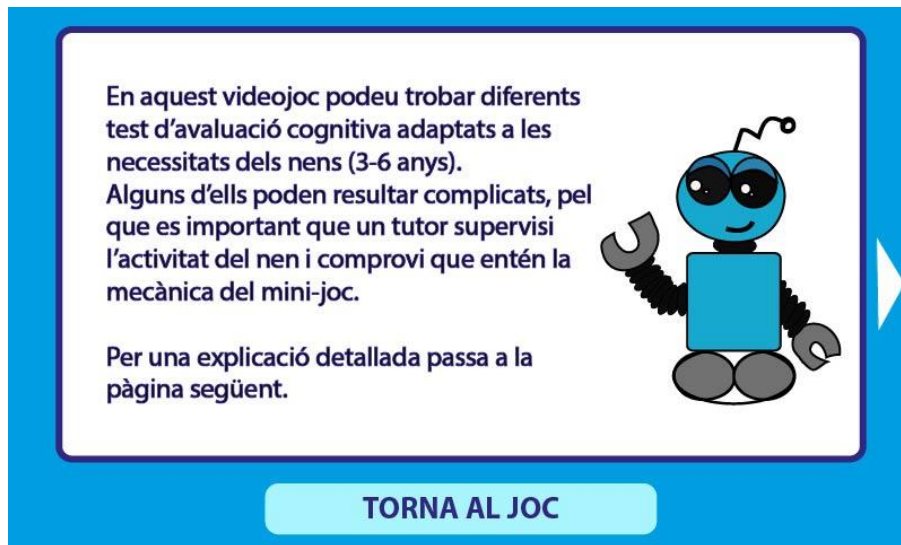 En aquest videojoc podeu trobar diferents
test d'avaluació cognitiva adaptats a les
necessitats dels nens (3-6 anys).
Alguns d'ells poden resultar complicats, pel
que es important que un tutor supervisi
l'activitat del nen i comprovi que entén la
mecànica del mini-joc.
Per una explicació detallada passa a la
pàgina següent.
TORNA AL JOC